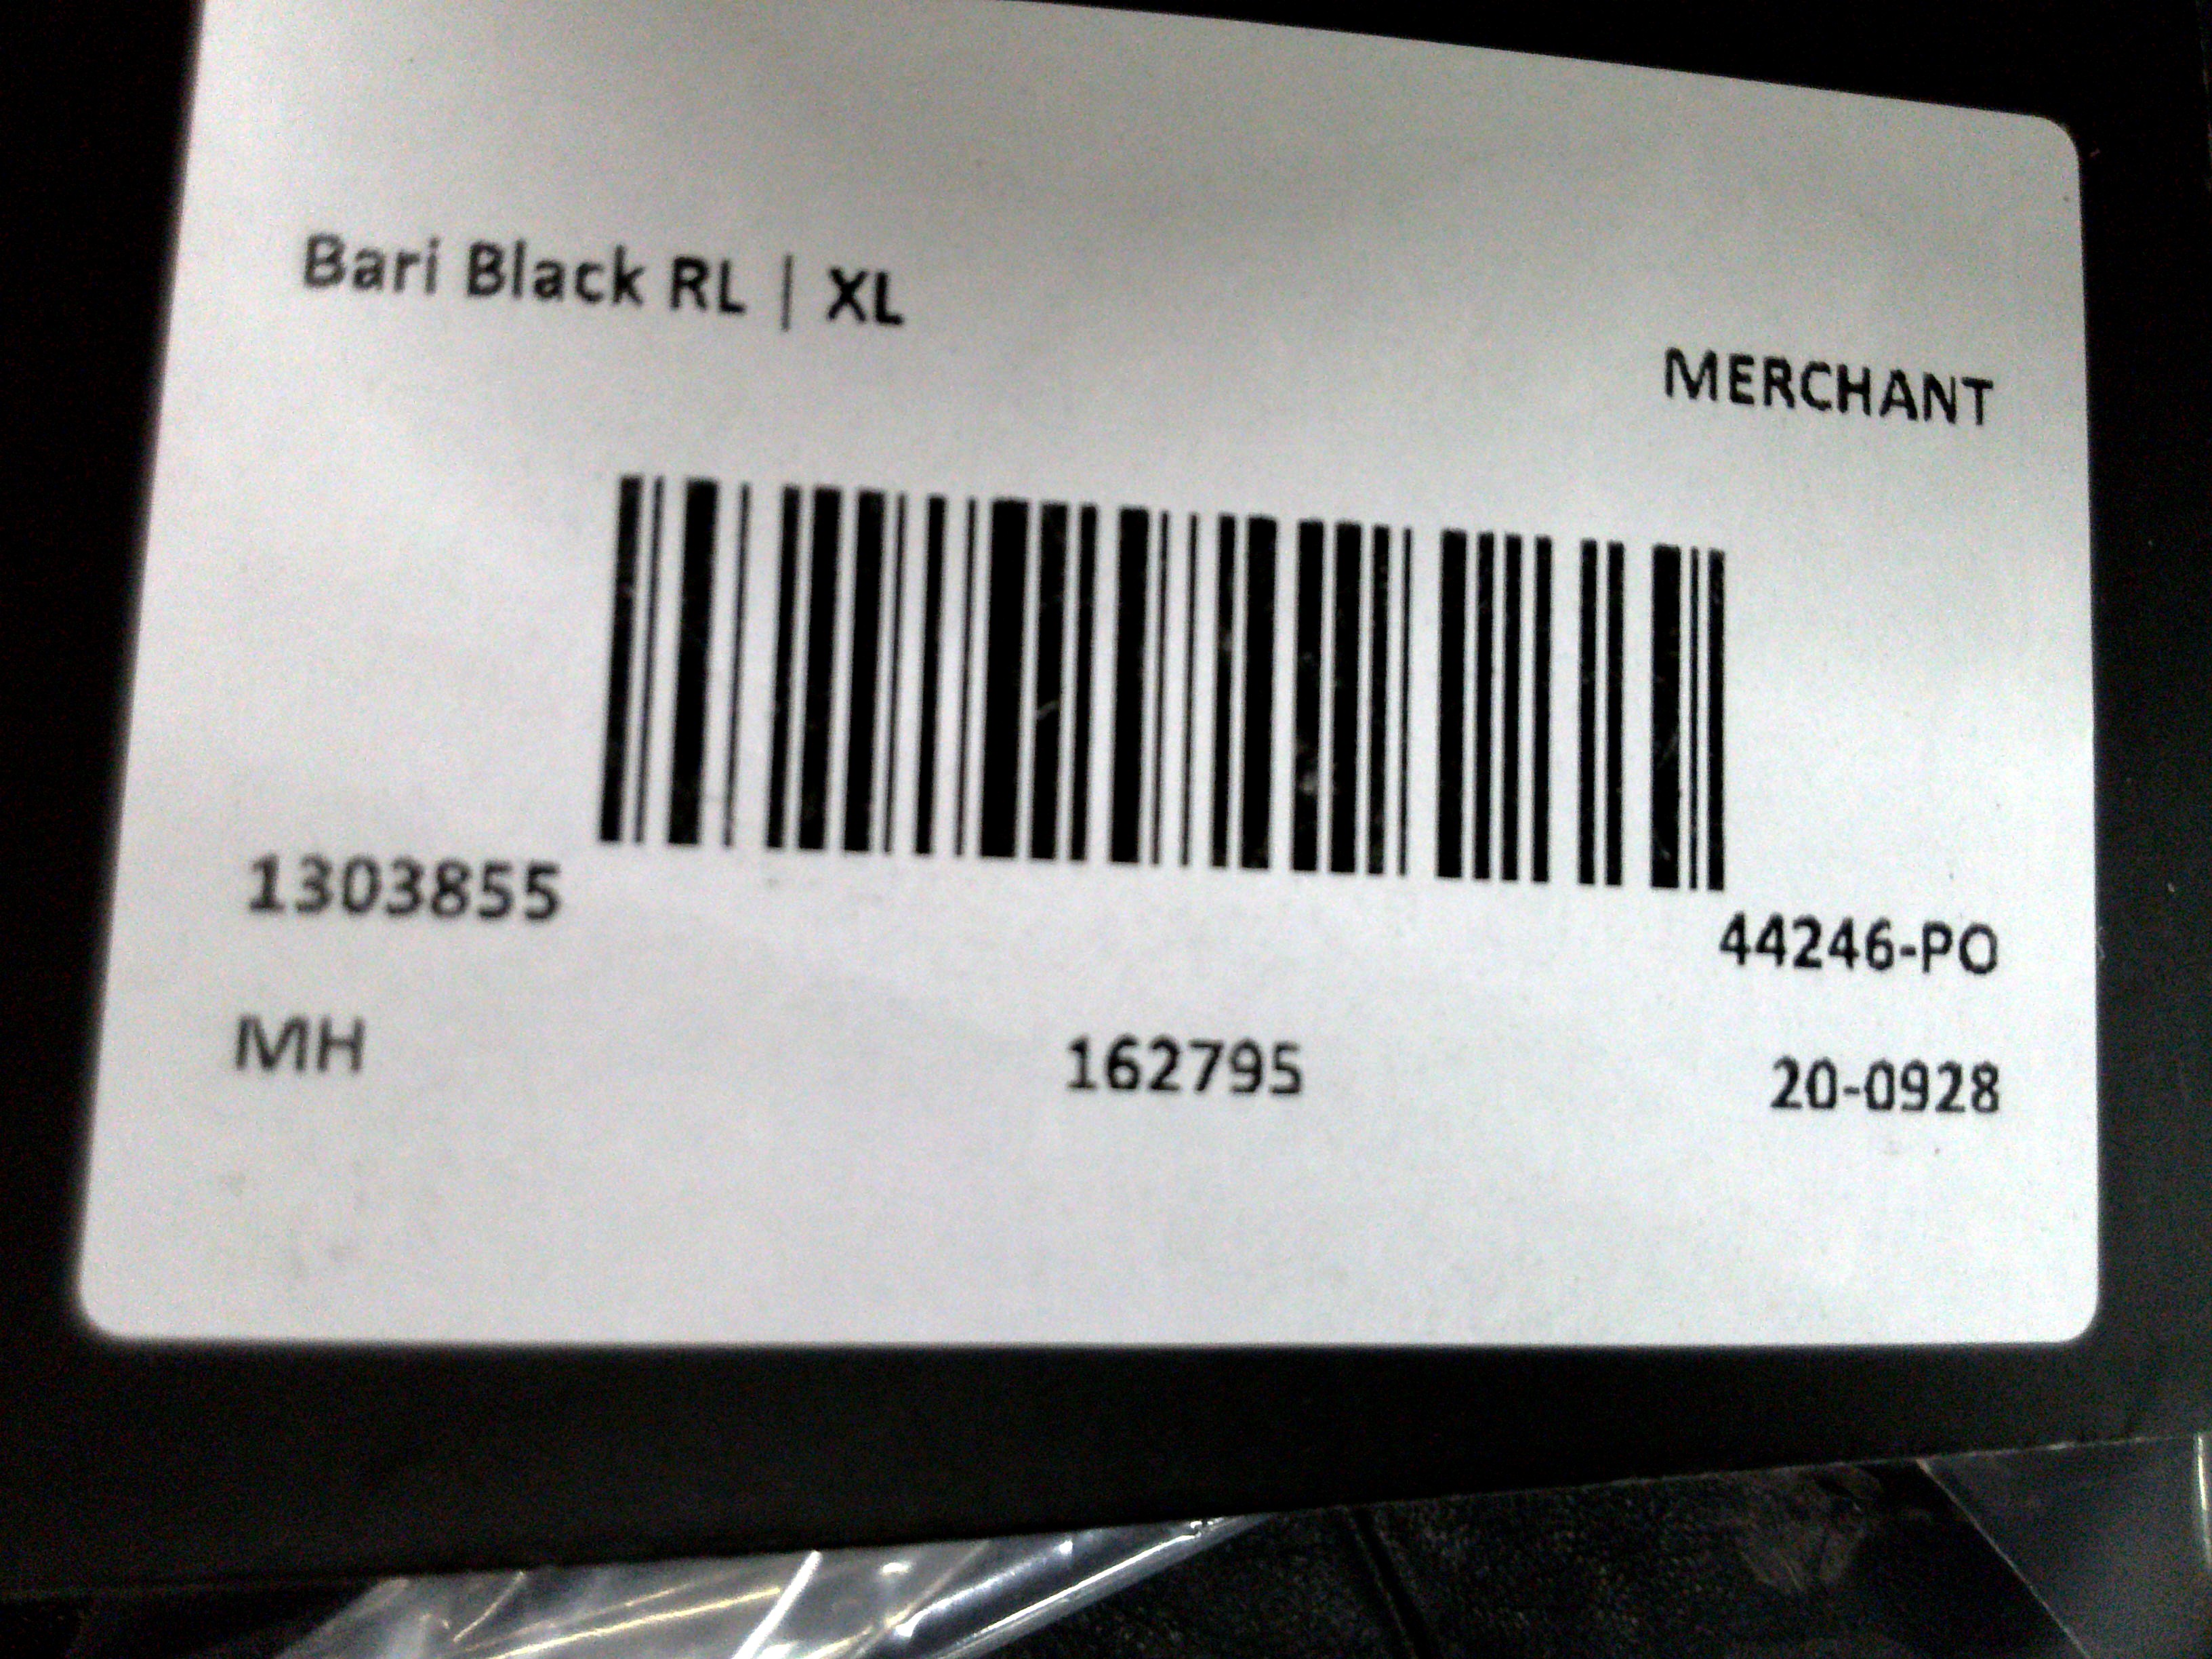 Bari Black RL | XL
MERCHANT
1303855
44246-PO
MH
162795
20-0928